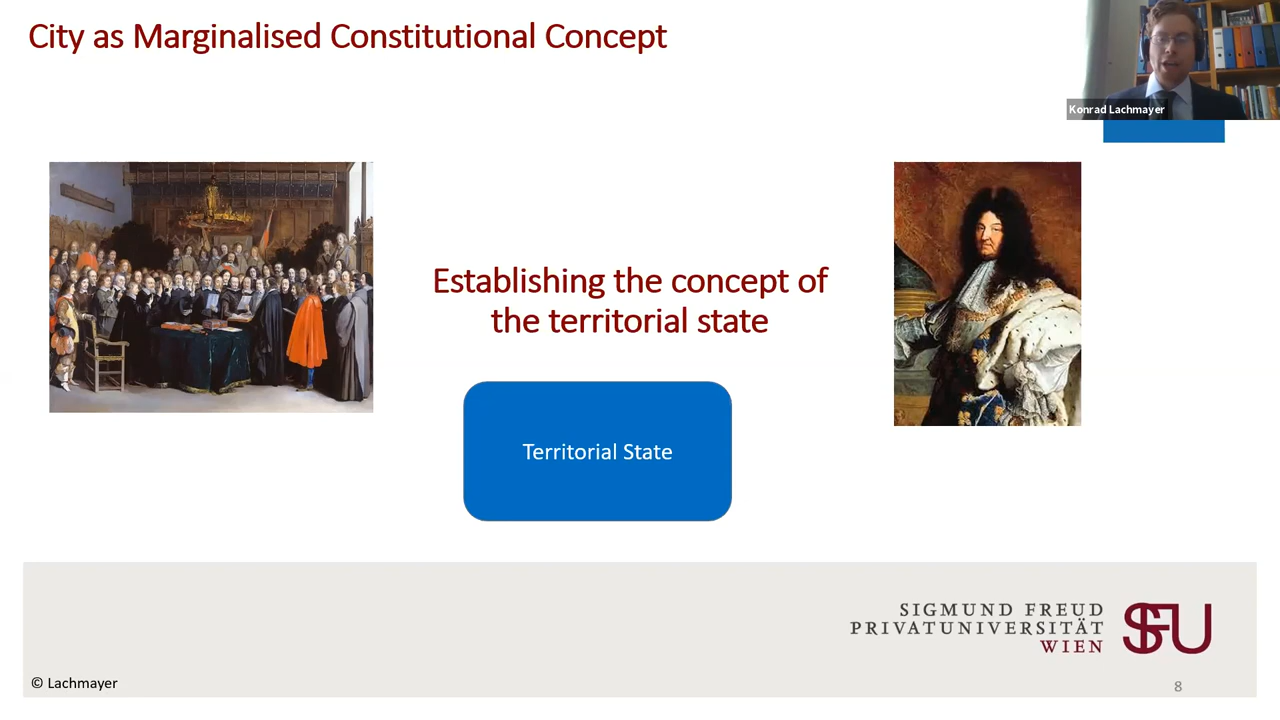 City as Marginalised Constitutional Concept
Konrad Lachmayer
Establishing the concept of
the territorial state
Territorial State
SIGMUND FREUD
PRIVATUNIVERSITÄT
WIEN
SFU
© Lachmayer
8